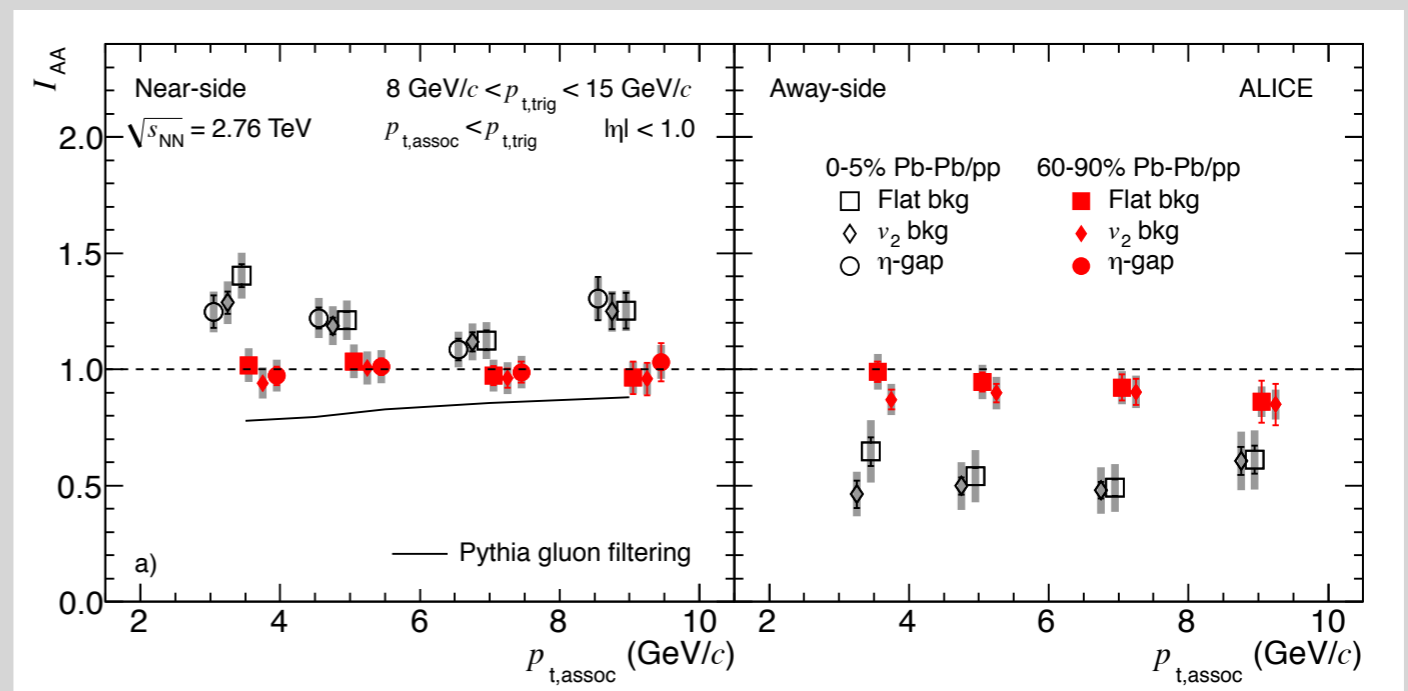 I_AA
Near-side
8 GeV/c < p_t,trig < 15 GeV/c
√s_NN = 2.76 TeV
p_t,assoc < p_t,trig
|η| < 1.0
2.0
1.5
1.0
0.5
0.0
Pythia gluon filtering
a)
2 4 6 8 10
p_t,assoc (GeV/c)
Away-side
ALICE
0-5% Pb-Pb/pp
Flat bkg
v_2 bkg
η-gap
60-90% Pb-Pb/pp
Flat bkg
v_2 bkg
η-gap
2 4 6 8 10
p_t,assoc (GeV/c)